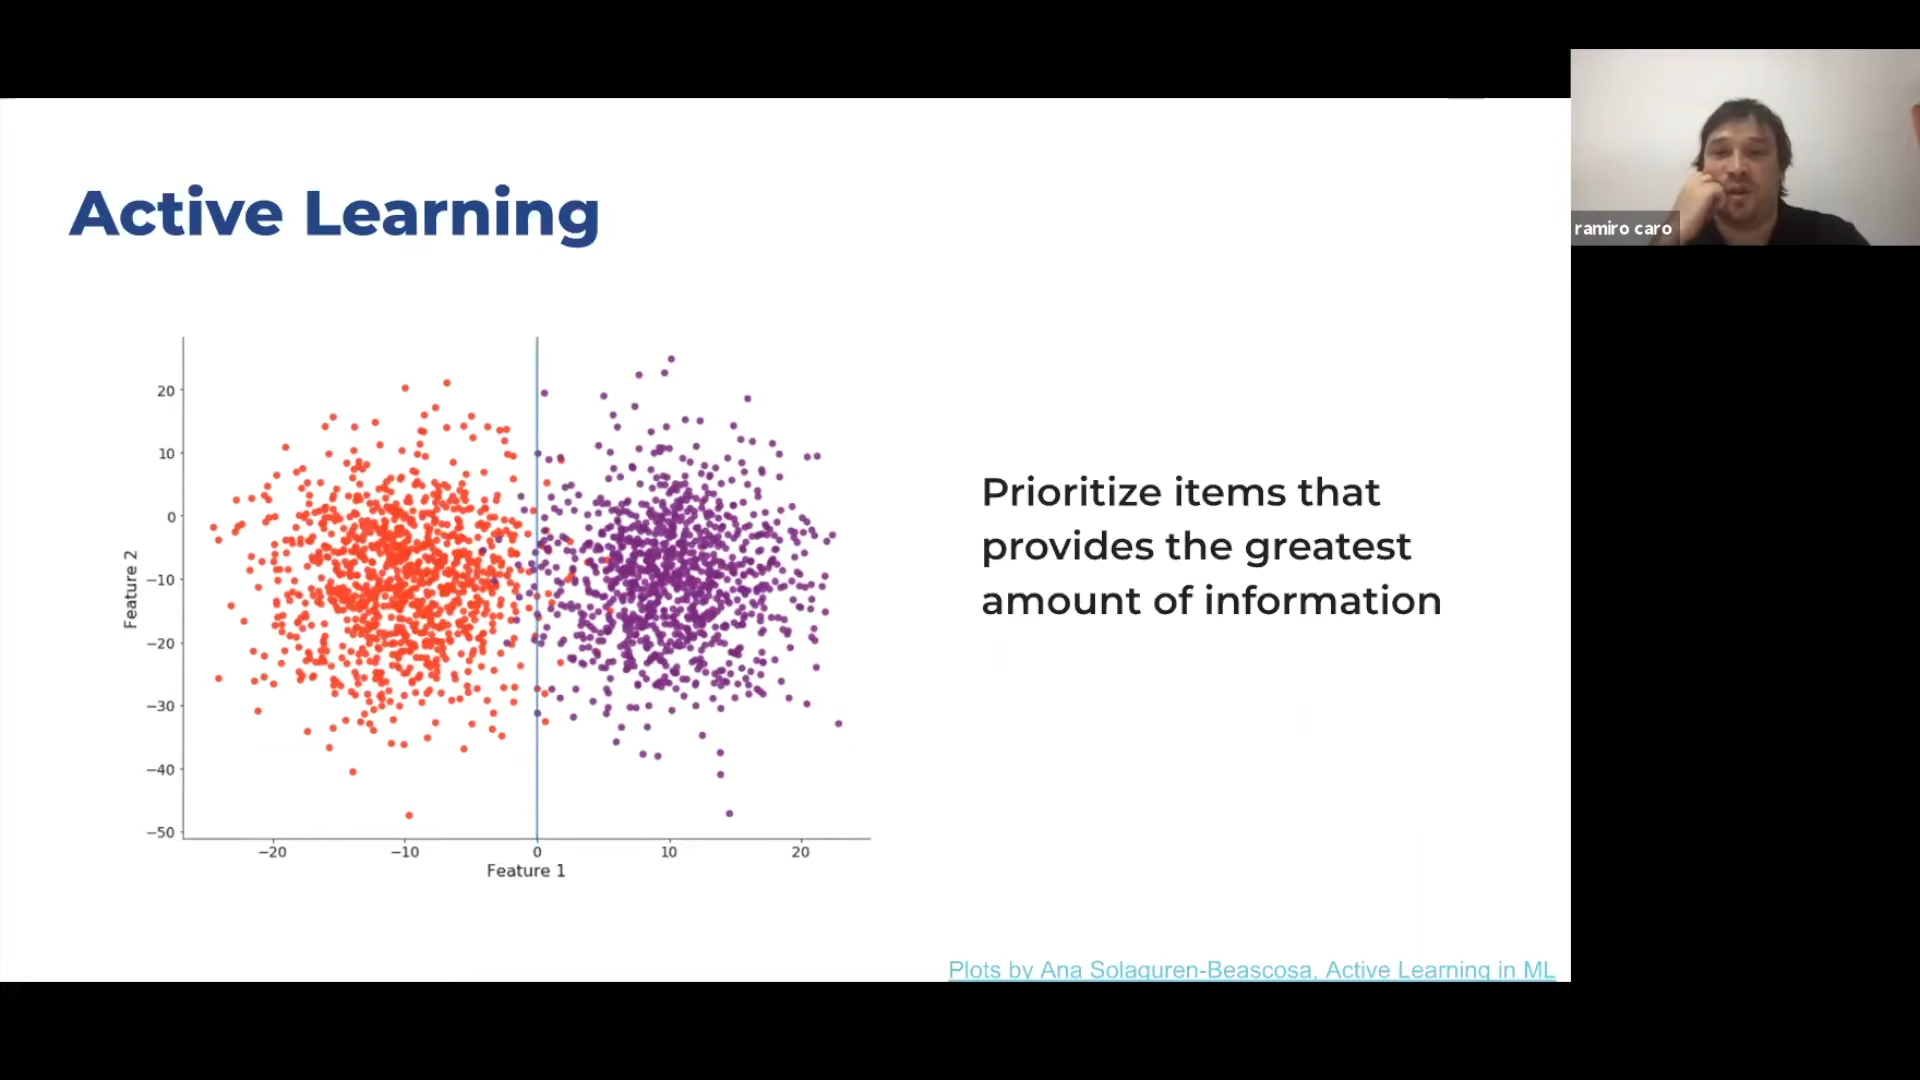 Active Learning
ramiro caro
20
10
0
−10
−20
−30
−40
−50
Feature 2
−20
−10
0
10
20
Feature 1
Prioritize items that
provides the greatest
amount of information
Plots by Ana Solaguren-Beascosa, Active Learning in ML